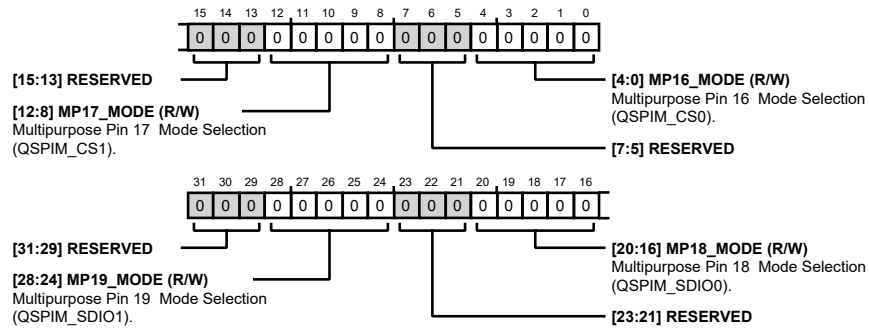 15 14 13 12 11 10 9 8 7 6 5 4 3 2 1 0
0 0 0 0 0 0 0 0 0 0 0 0 0 0 0 0
[15:13] RESERVED
[12:8] MP17_MODE (R/W)
Multipurpose Pin 17 Mode Selection
(QSPIM_CS1).
[4:0] MP16_MODE (R/W)
Multipurpose Pin 16 Mode Selection
(QSPIM_CS0).
[7:5] RESERVED
31 30 29 28 27 26 25 24 23 22 21 20 19 18 17 16
0 0 0 0 0 0 0 0 0 0 0 0 0 0 0 0
[31:29] RESERVED
[28:24] MP19_MODE (R/W)
Multipurpose Pin 19 Mode Selection
(QSPIM_SDIO1).
[20:16] MP18_MODE (R/W)
Multipurpose Pin 18 Mode Selection
(QSPIM_SDIO0).
[23:21] RESERVED